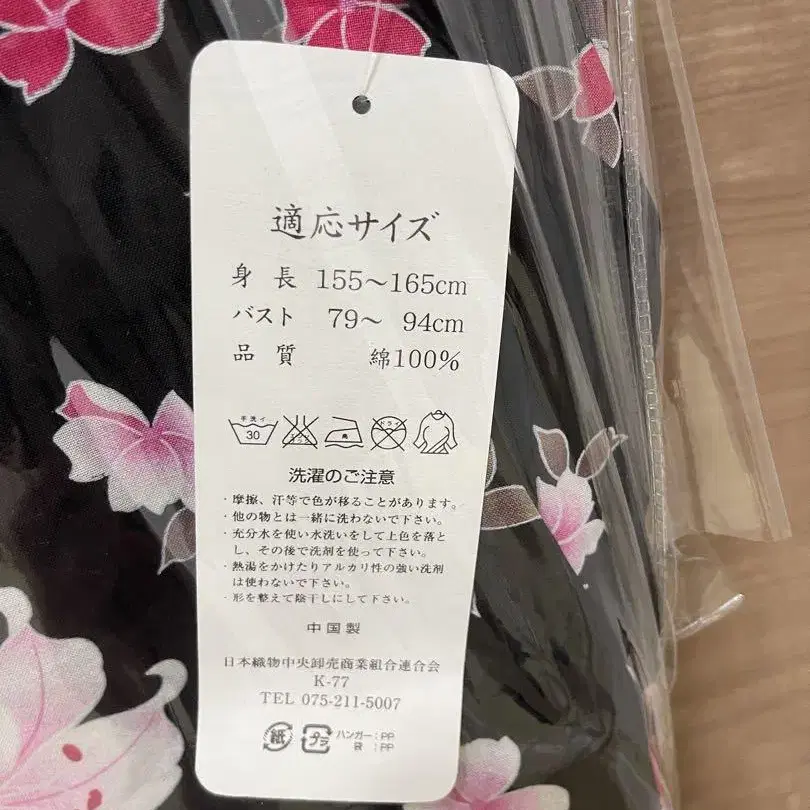 適応サイズ
身長 155〜165cm
バスト 79〜 94cm
品質 綿100%
手洗イ
30
洗濯のご注意
・摩擦、汗等で色が移ることがあります。
・他の物とは一緒に洗わないで下さい。
・充分水を使い水洗いをして上色を落と
し、その後で洗剤を使って下さい。
・熱湯をかけたりアルカリ性の強い洗剤
は使わないで下さい。
・形を整えて陰干しにして下さい。
中国製
日本織物中央卸売商業組合連合会
K-77
TEL 075-211-5007
紙 プラ ハンガー:PP
袋:PP